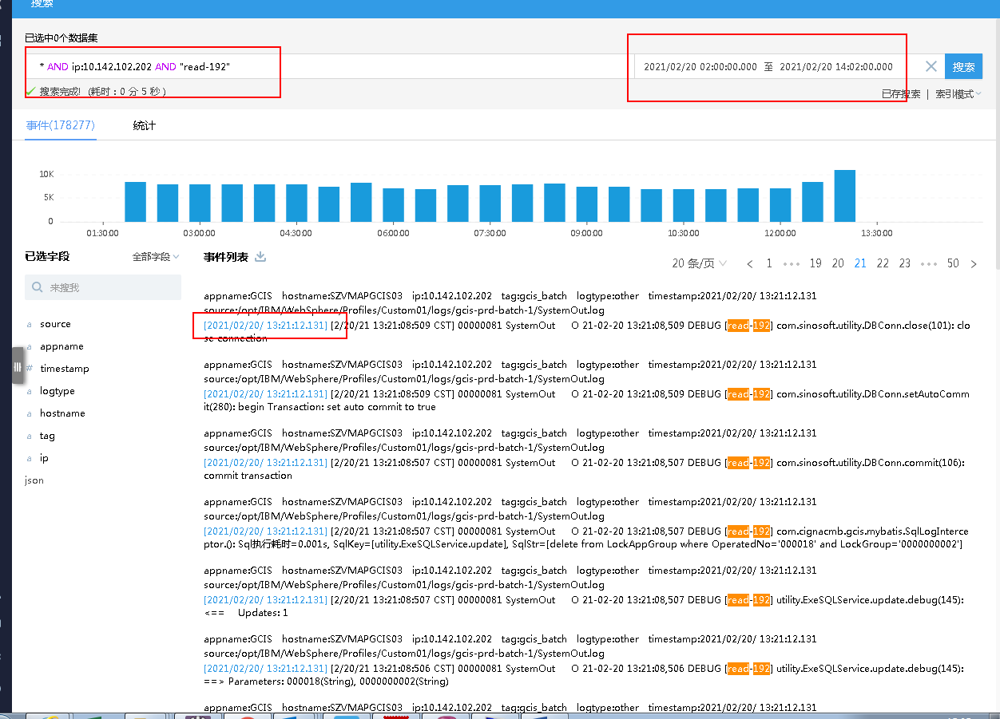 搜索
已选中0个数据集
* AND ip:10.142.102.202 AND "read-192"
2021/02/20 02:00:00.000 至 2021/02/20 14:02:00.000
搜索
搜索完成! (耗时：0 分 5 秒 )
已存搜索 | 索引模式
事件(178277) 统计
10K
5K
0
01:30:00 03:00:00 04:30:00 06:00:00 07:30:00 09:00:00 10:30:00 12:00:00 13:30:00
已选字段 全部字段
来搜我
source
appname
timestamp
logtype
hostname
tag
ip
json
事件列表
20 条/页 < 1 ••• 19 20 21 22 23 ••• 50 >
appname:GCIS hostname:SZVMAPGCIS03 ip:10.142.102.202 tag:gcis_batch logtype:other timestamp:2021/02/20/ 13:21:12.131
source:/opt/IBM/WebSphere/Profiles/Custom01/logs/gcis-prd-batch-1/SystemOut.log
[2021/02/20/ 13:21:12.131] [2/20/21 13:21:08:509 CST] 00000081 SystemOut O 21-02-20 13:21:08,509 DEBUG [read-192] com.sinosoft.utility.DBConn.close(101): clo
se connection
appname:GCIS hostname:SZVMAPGCIS03 ip:10.142.102.202 tag:gcis_batch logtype:other timestamp:2021/02/20/ 13:21:12.131
source:/opt/IBM/WebSphere/Profiles/Custom01/logs/gcis-prd-batch-1/SystemOut.log
[2021/02/20/ 13:21:12.131] [2/20/21 13:21:08:509 CST] 00000081 SystemOut O 21-02-20 13:21:08,509 DEBUG [read-192] com.sinosoft.utility.DBConn.setAutoComm
it(280): begin Transaction: set auto commit to true
appname:GCIS hostname:SZVMAPGCIS03 ip:10.142.102.202 tag:gcis_batch logtype:other timestamp:2021/02/20/ 13:21:12.131
source:/opt/IBM/WebSphere/Profiles/Custom01/logs/gcis-prd-batch-1/SystemOut.log
[2021/02/20/ 13:21:12.131] [2/20/21 13:21:08:507 CST] 00000081 SystemOut O 21-02-20 13:21:08,507 DEBUG [read-192] com.sinosoft.utility.DBConn.commit(106):
commit transaction
appname:GCIS hostname:SZVMAPGCIS03 ip:10.142.102.202 tag:gcis_batch logtype:other timestamp:2021/02/20/ 13:21:12.131
source:/opt/IBM/WebSphere/Profiles/Custom01/logs/gcis-prd-batch-1/SystemOut.log
[2021/02/20/ 13:21:12.131] [2/20/21 13:21:08:507 CST] 00000081 SystemOut O 21-02-20 13:21:08,507 DEBUG [read-192] com.cignacmb.gcis.mybatis.SqlLogInterce
ptor.(): Sql执行耗时=0.001s, SqlKey=[utility.ExeSQLService.update], SqlStr=[delete from LockAppGroup where OperatedNo='000018' and LockGroup='0000000002']
appname:GCIS hostname:SZVMAPGCIS03 ip:10.142.102.202 tag:gcis_batch logtype:other timestamp:2021/02/20/ 13:21:12.131
source:/opt/IBM/WebSphere/Profiles/Custom01/logs/gcis-prd-batch-1/SystemOut.log
[2021/02/20/ 13:21:12.131] [2/20/21 13:21:08:507 CST] 00000081 SystemOut O 21-02-20 13:21:08,507 DEBUG [read-192] utility.ExeSQLService.update.debug(145):
<== Updates: 1
appname:GCIS hostname:SZVMAPGCIS03 ip:10.142.102.202 tag:gcis_batch logtype:other timestamp:2021/02/20/ 13:21:12.131
source:/opt/IBM/WebSphere/Profiles/Custom01/logs/gcis-prd-batch-1/SystemOut.log
[2021/02/20/ 13:21:12.131] [2/20/21 13:21:08:506 CST] 00000081 SystemOut O 21-02-20 13:21:08,506 DEBUG [read-192] utility.ExeSQLService.update.debug(145):
==> Parameters: 000018(String), 0000000002(String)
appname:GCIS hostname:SZVMAPGCIS03 ip:10.142.102.202 tag:gcis_batch logtype:other timestamp:2021/02/20/ 13:21:12.131